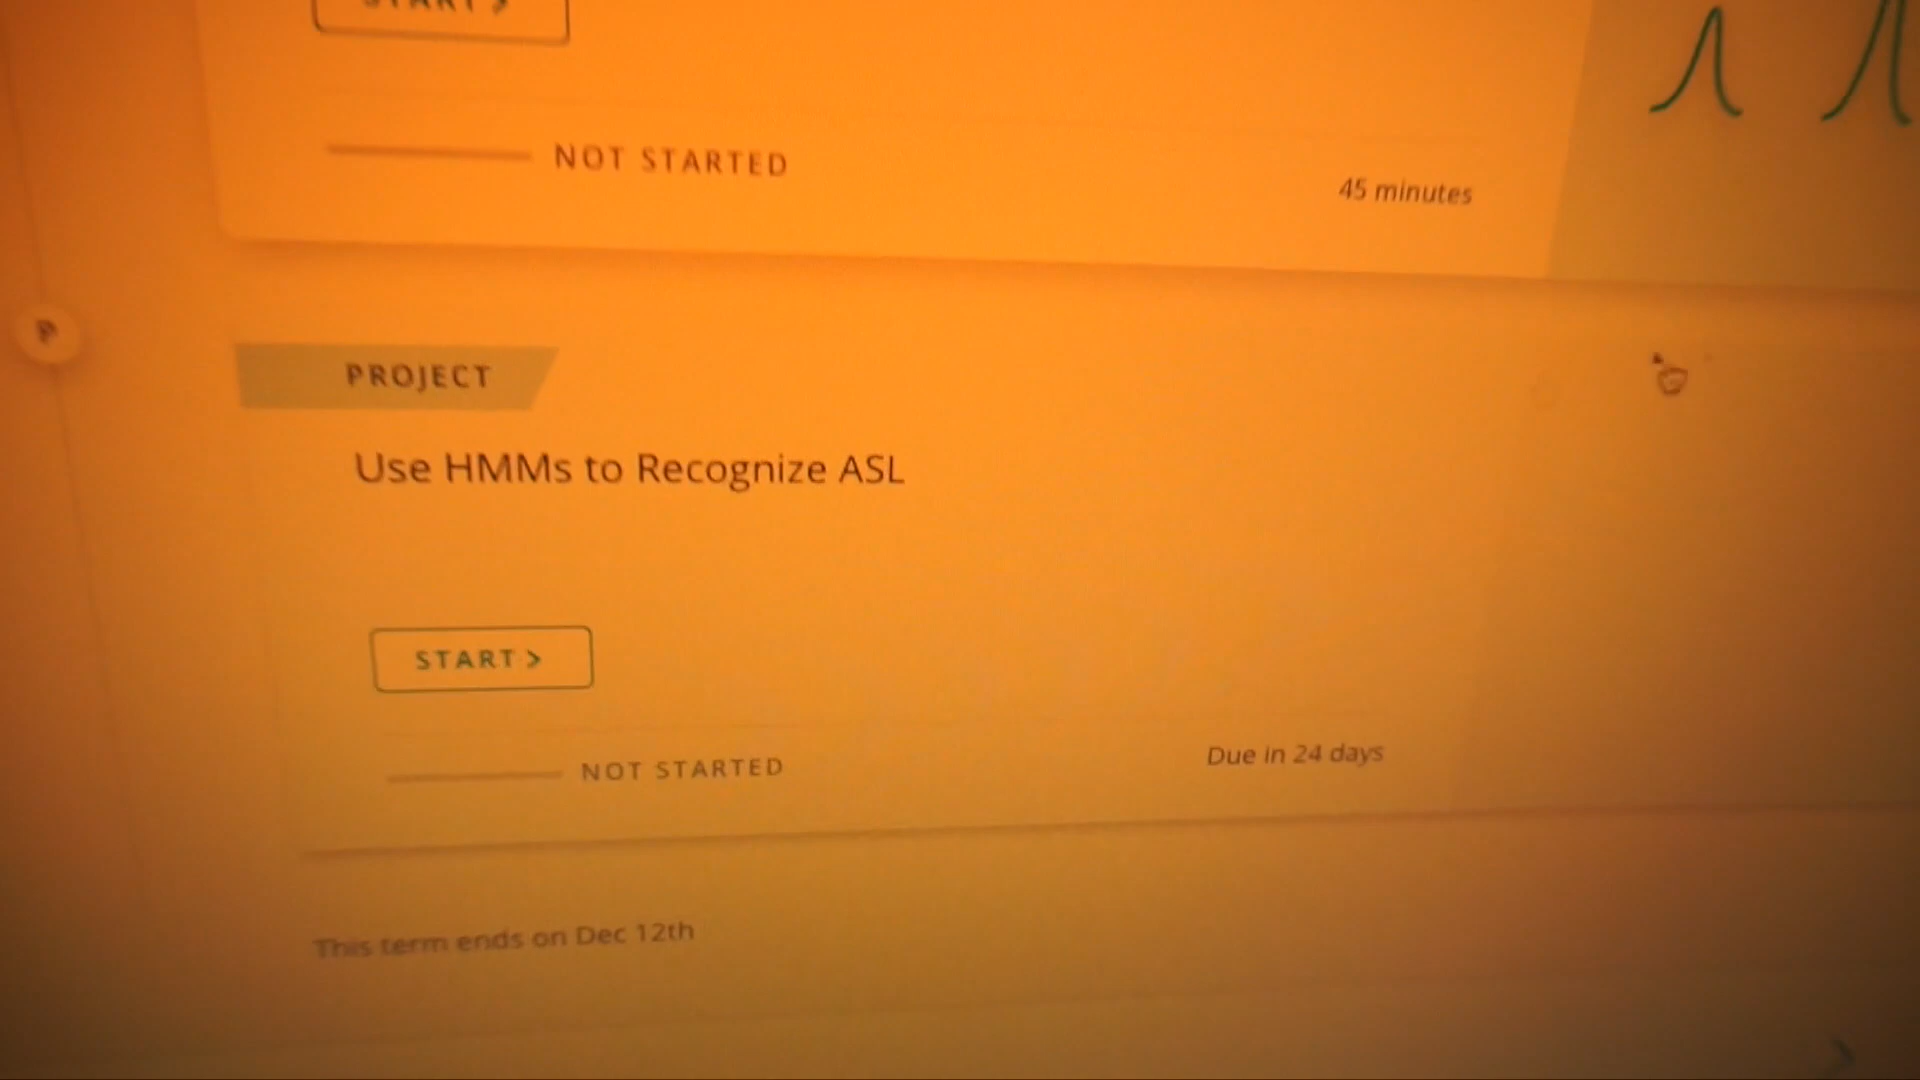 START >
NOT STARTED
45 minutes
P
PROJECT
Use HMMs to Recognize ASL
START >
NOT STARTED
Due in 24 days
This term ends on Dec 12th